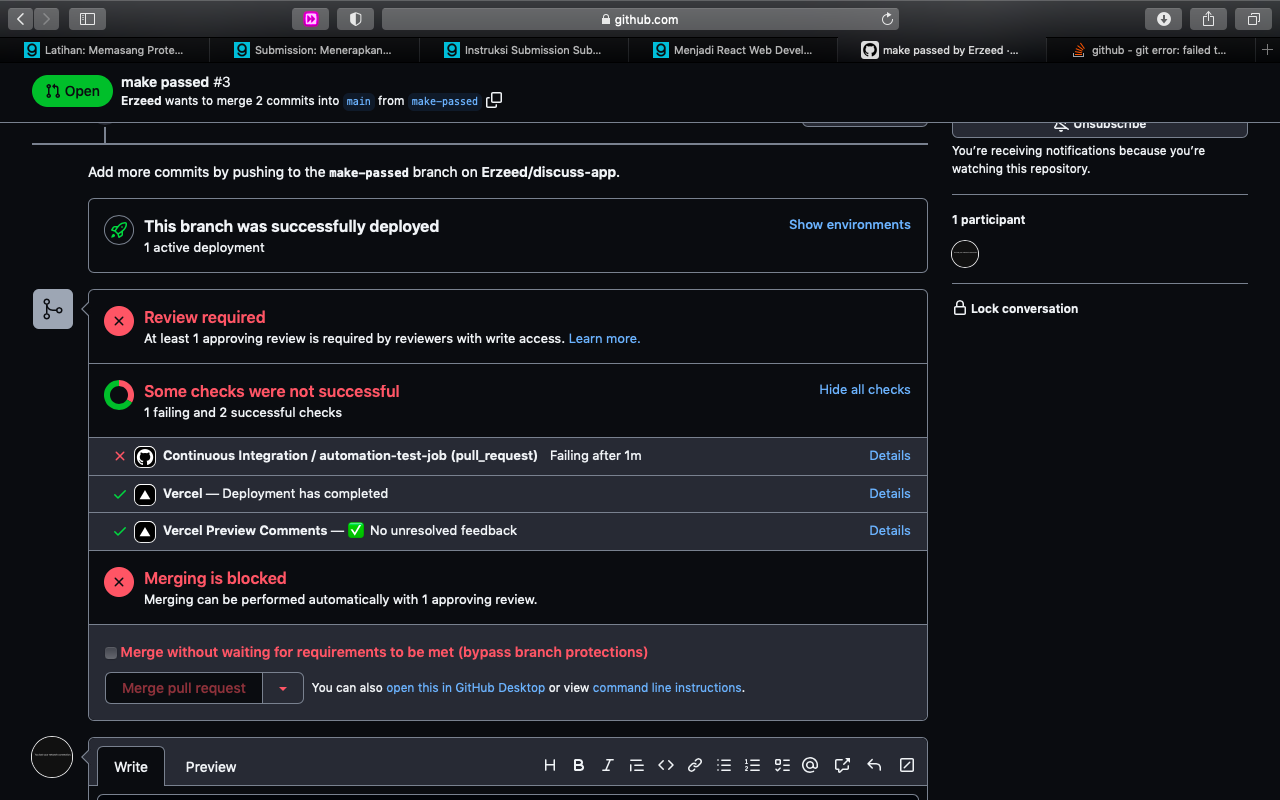 github.com
Latihan: Memasang Prote...
Submission: Menerapkan...
Instruksi Submission Sub...
Menjadi React Web Devel...
make passed by Erzeed ·...
github - git error: failed t...
Open
make passed #3
Erzeed wants to merge 2 commits into main from make-passed
Unsubscribe
You're receiving notifications because you're
watching this repository.
Add more commits by pushing to the make-passed branch on Erzeed/discuss-app.
This branch was successfully deployed
1 active deployment
Show environments
1 participant
Lock conversation
Review required
At least 1 approving review is required by reviewers with write access. Learn more.
Some checks were not successful
1 failing and 2 successful checks
Hide all checks
Continuous Integration / automation-test-job (pull_request) Failing after 1m
Details
Vercel — Deployment has completed
Details
Vercel Preview Comments — ✅ No unresolved feedback
Details
Merging is blocked
Merging can be performed automatically with 1 approving review.
Merge without waiting for requirements to be met (bypass branch protections)
Merge pull request
You can also open this in GitHub Desktop or view command line instructions.
Write
Preview